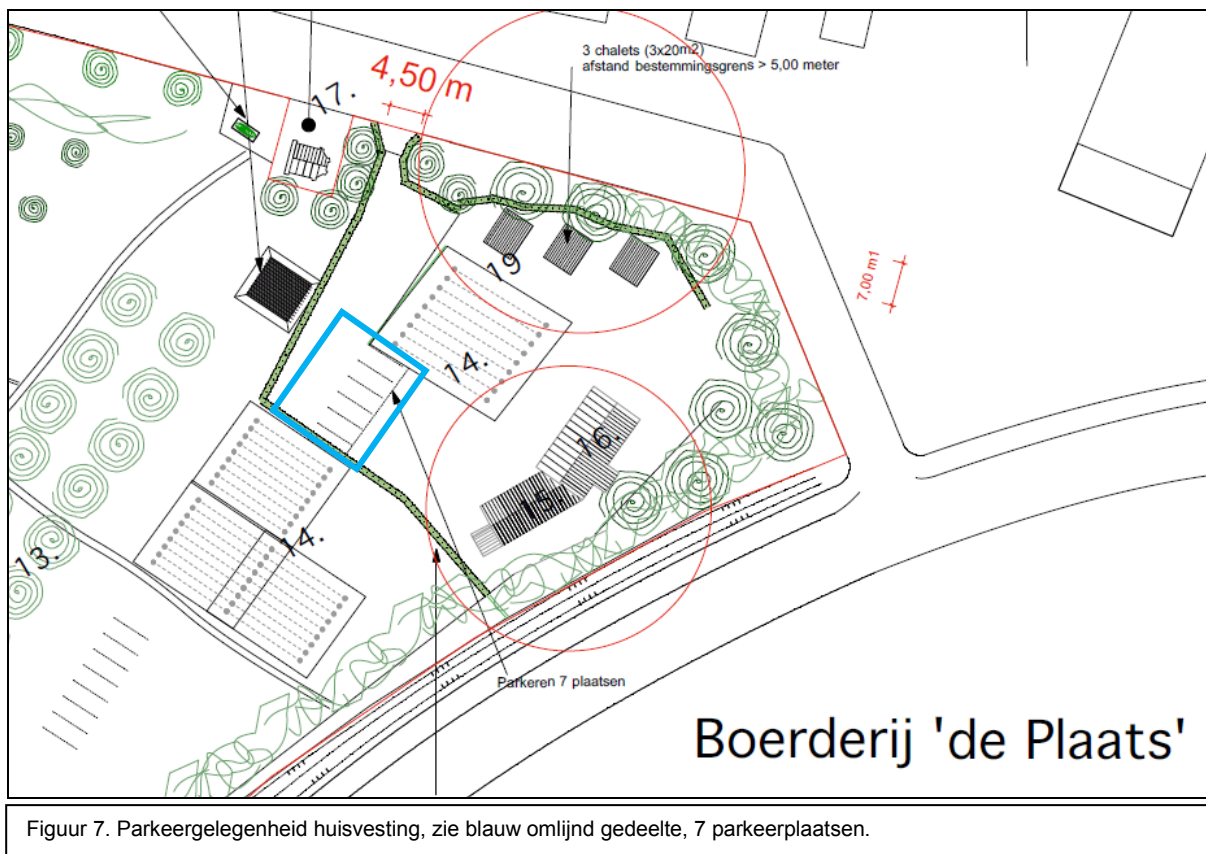 3 chalets (3x20m2)
afstand bestemmingsgrens > 5,00 meter
4,50 m
17.
7,00 m1
19
14.
16.
15.
14.
13.
Parkeren 7 plaatsen
Boerderij 'de Plaats'
Figuur 7. Parkeergelegenheid huisvesting, zie blauw omlijnd gedeelte, 7 parkeerplaatsen.